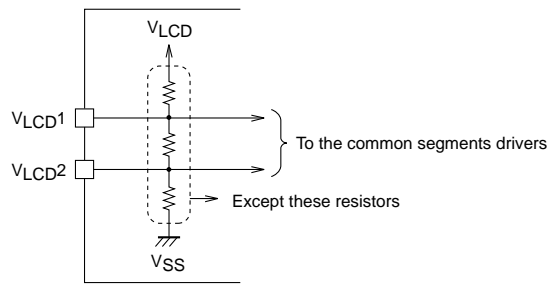 VLCD
VLCD1
To the common segments drivers
VLCD2
Except these resistors
VSS